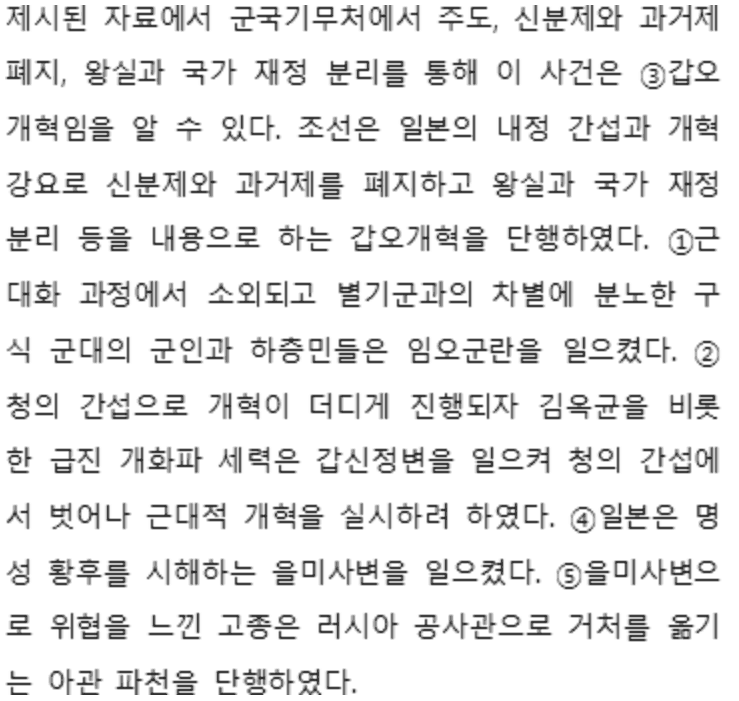 제시된 자료에서 군국기무처에서 주도, 신분제와 과거제
폐지, 왕실과 국가 재정 분리를 통해 이 사건은 ③갑오
개혁임을 알 수 있다. 조선은 일본의 내정 간섭과 개혁
강요로 신분제와 과거제를 폐지하고 왕실과 국가 재정
분리 등을 내용으로 하는 갑오개혁을 단행하였다. ①근
대화 과정에서 소외되고 별기군과의 차별에 분노한 구
식 군대의 군인과 하층민들은 임오군란을 일으켰다. ②
청의 간섭으로 개혁이 더디게 진행되자 김옥균을 비롯
한 급진 개화파 세력은 갑신정변을 일으켜 청의 간섭에
서 벗어나 근대적 개혁을 실시하려 하였다. ④일본은 명
성 황후를 시해하는 을미사변을 일으켰다. ⑤을미사변으
로 위협을 느낀 고종은 러시아 공사관으로 거처를 옮기
는 아관 파천을 단행하였다.